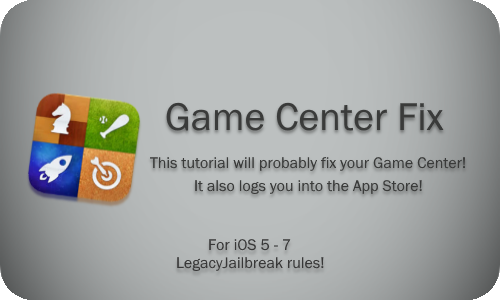 Game Center Fix
This tutorial will probably fix your Game Center!
It also logs you into the App Store!
For iOS 5 - 7
LegacyJailbreak rules!